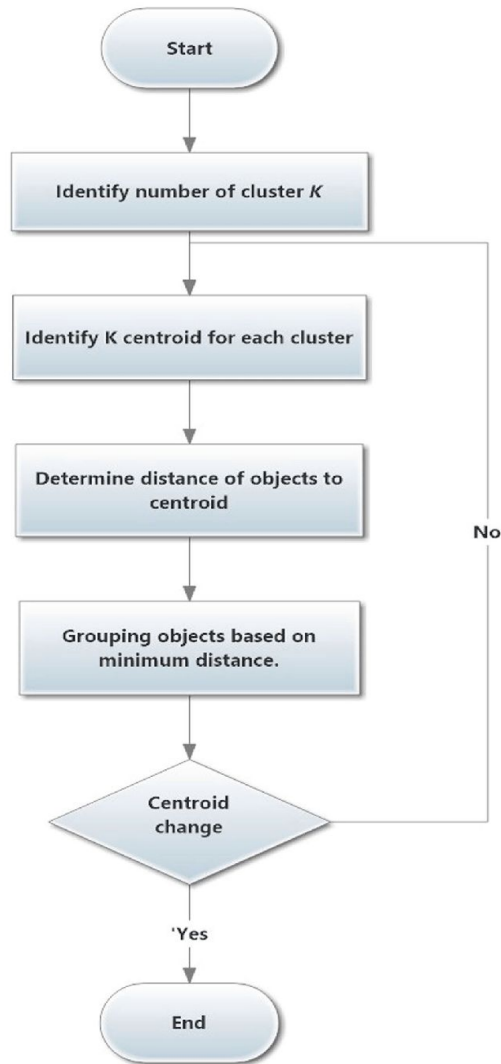 Start
Identify number of cluster K
Identify K centroid for each cluster
Determine distance of objects to
centroid
No
Grouping objects based on
minimum distance.
Centroid
change
'Yes
End